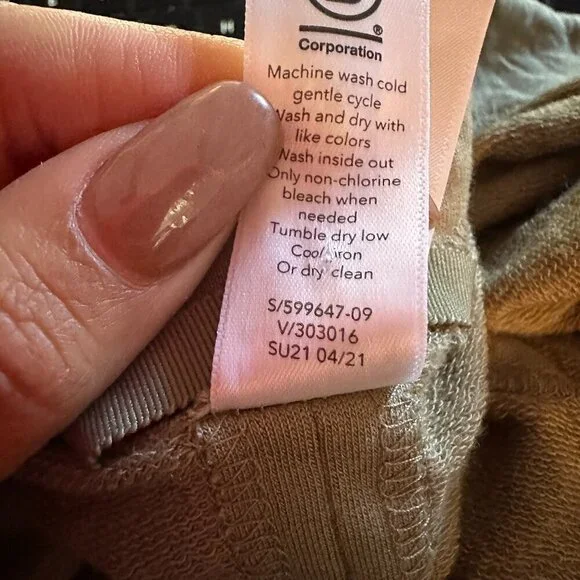 ®
Corporation
Machine wash cold
gentle cycle
Wash and dry with
like colors
Wash inside out
Only non-chlorine
bleach when
needed
Tumble dry low
Cool iron
Or dry clean
S/599647-09
V/303016
SU21 04/21